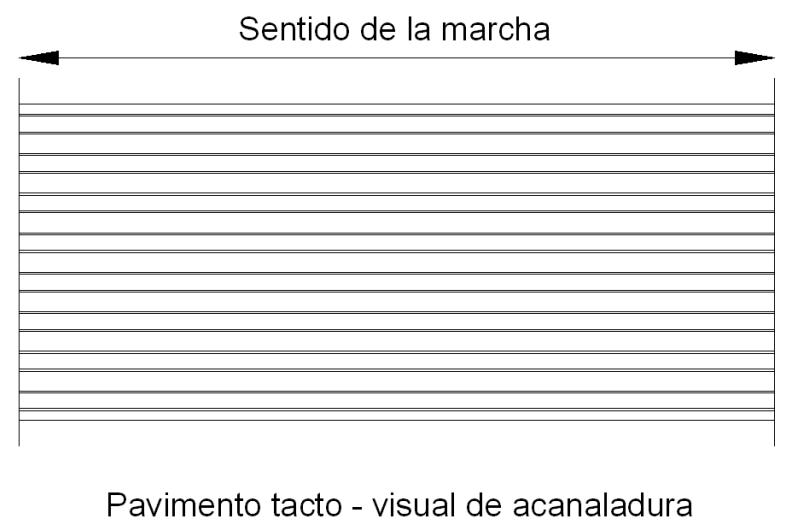 Sentido de la marcha
Pavimento tacto - visual de acanaladura